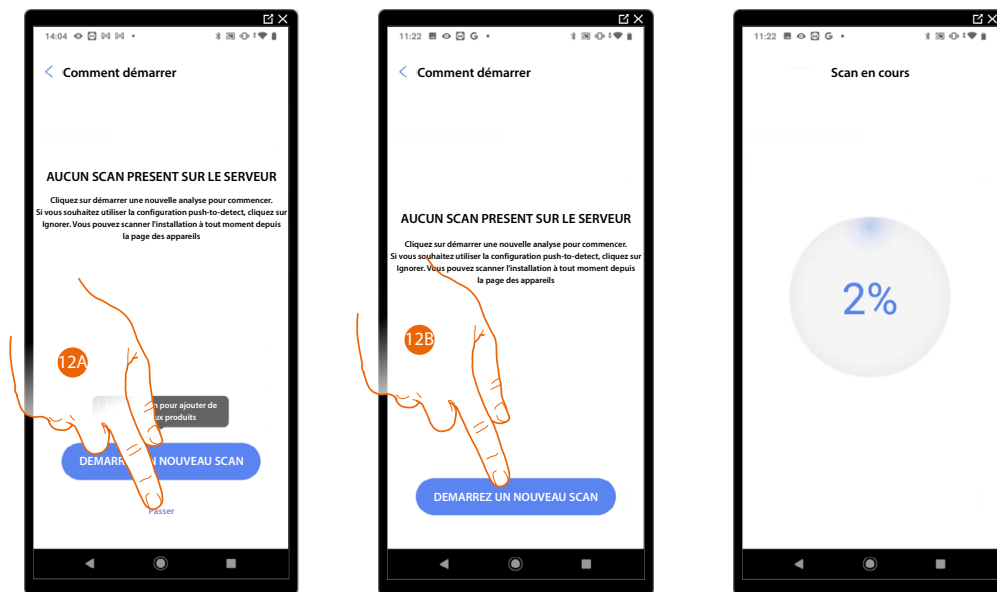 14:04
Comment démarrer
AUCUN SCAN PRESENT SUR LE SERVEUR
Cliquez sur démarrer une nouvelle analyse pour commencer.
Si vous souhaitez utiliser la configuration push-to-detect, cliquez sur
Ignorer. Vous pouvez scanner l'installation à tout moment depuis
la page des appareils
12A
pour ajouter de
produits
NOUVEAU SCAN
Passer
11:22 G
Comment démarrer
AUCUN SCAN PRESENT SUR LE SERVEUR
Cliquez sur démarrer une nouvelle analyse pour commencer.
Si vous souhaitez utiliser la configuration push-to-detect, cliquez sur
Ignorer. Vous pouvez scanner l'installation à tout moment depuis
la page des appareils
12B
DEMARREZ UN NOUVEAU SCAN
11:22 G
Scan en cours
2%